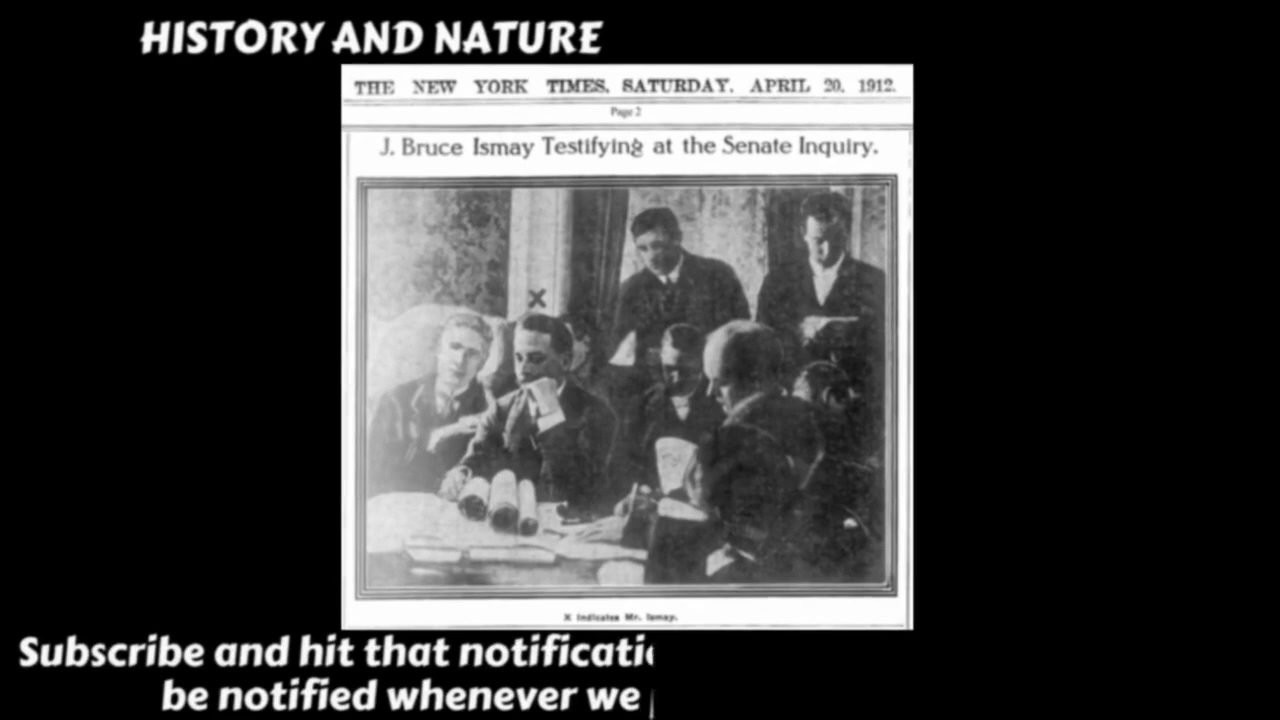 HISTORY AND NATURE
THE NEW YORK TIMES, SATURDAY, APRIL 20, 1912.
Page 2
J. Bruce Ismay Testifying at the Senate Inquiry.
X
X Indicates Mr. Ismay.
Subscribe and hit that
be notified whenever we